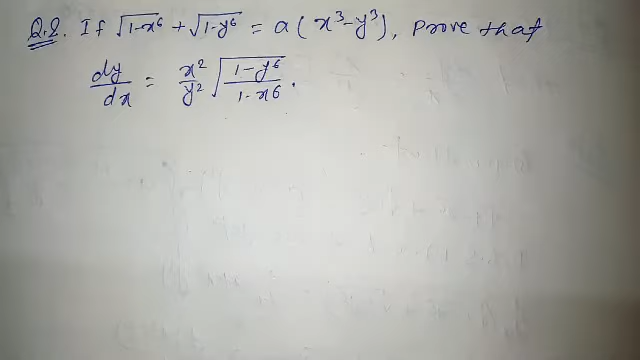 Q.2. If √1-x⁶ + √1-y⁶ = a(x³-y³), Prove that
dy/dx = x²/y² √1-y⁶/1-x⁶.